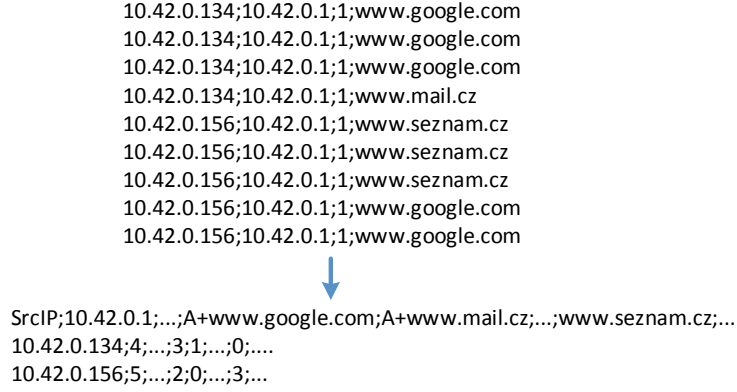 10.42.0.134;10.42.0.1;1;www.google.com
10.42.0.134;10.42.0.1;1;www.google.com
10.42.0.134;10.42.0.1;1;www.google.com
10.42.0.134;10.42.0.1;1;www.mail.cz
10.42.0.156;10.42.0.1;1;www.seznam.cz
10.42.0.156;10.42.0.1;1;www.seznam.cz
10.42.0.156;10.42.0.1;1;www.seznam.cz
10.42.0.156;10.42.0.1;1;www.google.com
10.42.0.156;10.42.0.1;1;www.google.com
SrcIP;10.42.0.1;...;A+www.google.com;A+www.mail.cz;...;www.seznam.cz;...
10.42.0.134;4;...;3;1;...;0;....
10.42.0.156;5;...;2;0;...;3;...